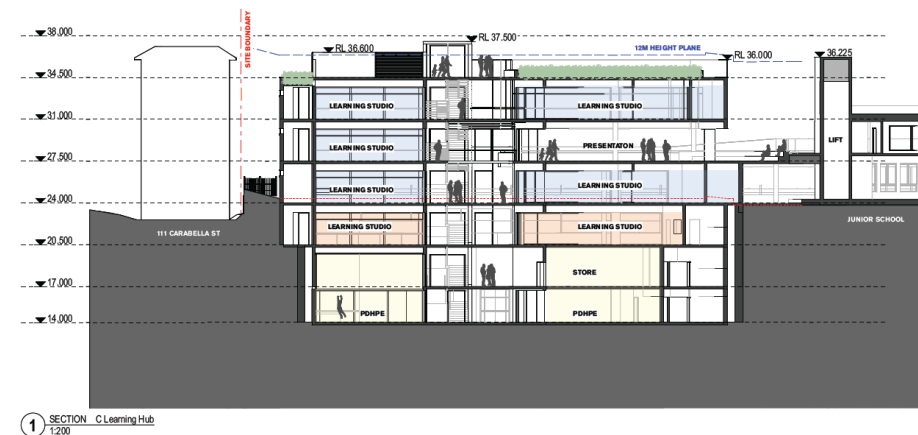 38.000
SITE BOUNDARY
RL 36.600
RL 37.500
12M HEIGHT PLANE
RL 36.000
36.225
34.500
LEARNING STUDIO
LEARNING STUDIO
31.000
LEARNING STUDIO
PRESENTATON
LIFT
27.500
LEARNING STUDIO
LEARNING STUDIO
24.000
111 CARABELLA ST
LEARNING STUDIO
LEARNING STUDIO
JUNIOR SCHOOL
20.500
STORE
17.000
PDHPE
PDHPE
14.000
1
SECTION C Learning Hub
1:200